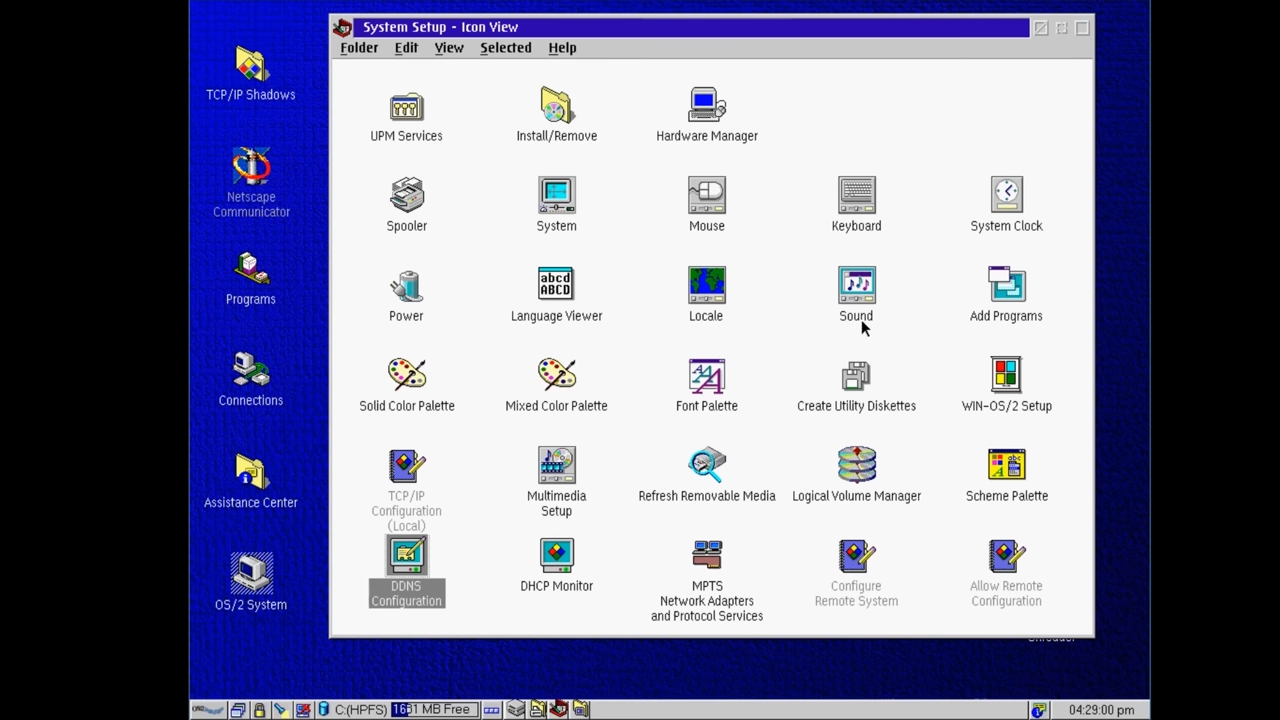 System Setup - Icon View
Folder Edit View Selected Help
TCP/IP Shadows
Netscape
Communicator
Programs
Connections
Assistance Center
OS/2 System
UPM Services
Install/Remove
Hardware Manager
Spooler
System
Mouse
Keyboard
System Clock
Power
abcd
ABCD
Language Viewer
Locale
Sound
Add Programs
Solid Color Palette
Mixed Color Palette
Font Palette
Create Utility Diskettes
WIN-OS/2 Setup
TCP/IP
Configuration
(Local)
Multimedia
Setup
Refresh Removable Media
Logical Volume Manager
Scheme Palette
DDNS
Configuration
DHCP Monitor
MPTS
Network Adapters
and Protocol Services
Configure
Remote System
Allow Remote
Configuration
Shredder
C:(HPFS) 1631 MB Free
04:29:00 pm